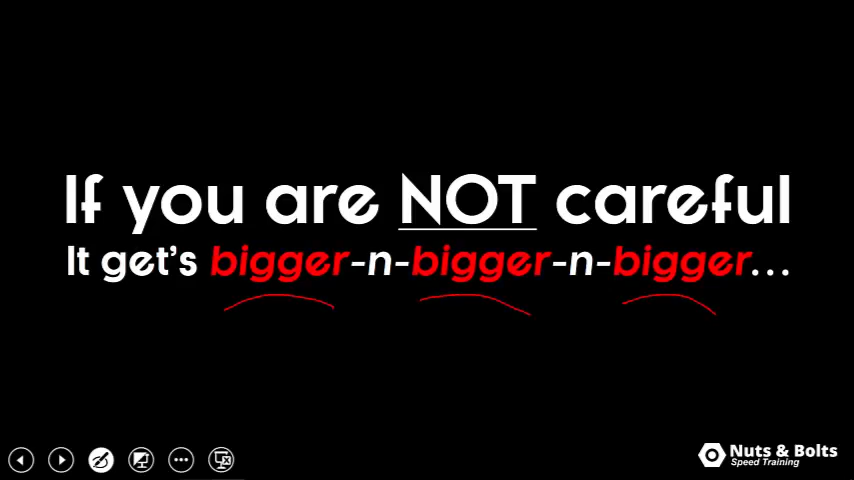 If you are NOT careful
It get's bigger-n-bigger-n-bigger...
Nuts & Bolts
Speed Training